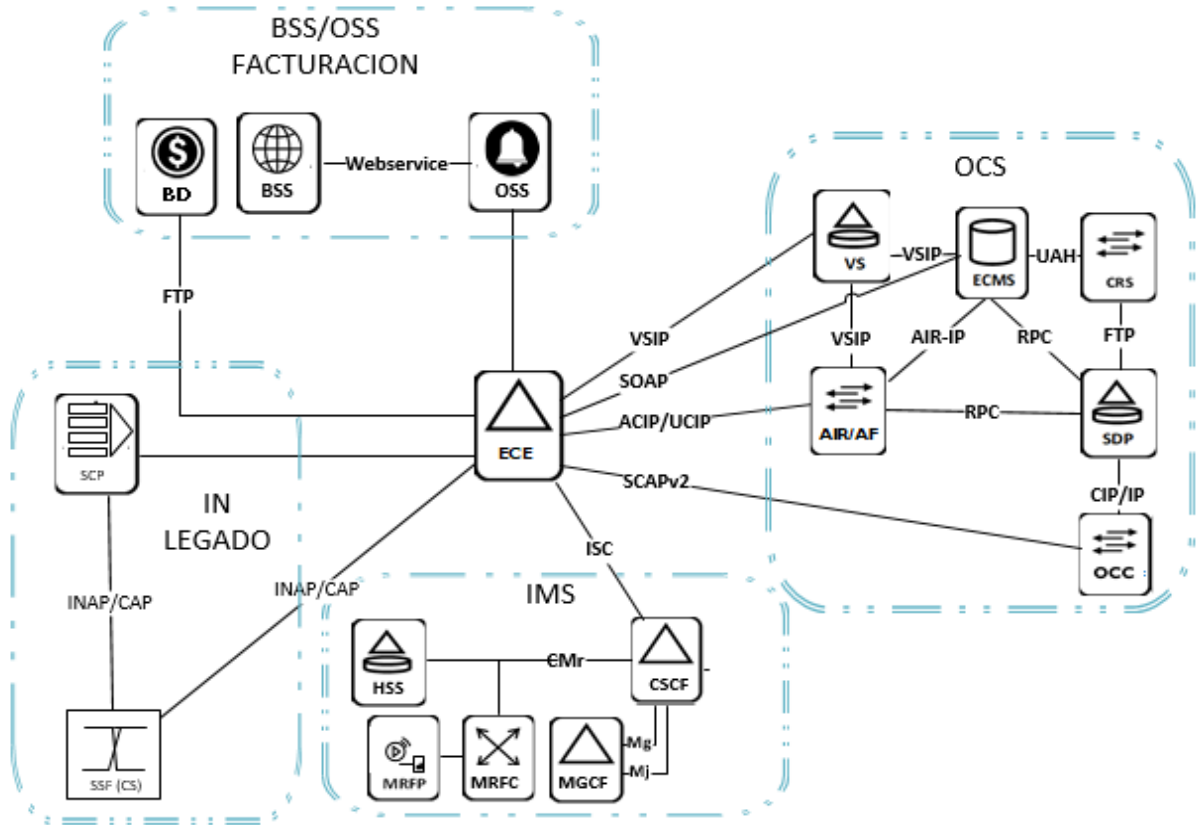 BSS/OSS
FACTURACION
BD
BSS
Webservice
OSS
FTP
OCS
VS
VSIP
ECMS
UAH
CRS
VSIP
VSIP
AIR-IP
RPC
FTP
SOAP
ACIP/UCIP
AIR/AF
RPC
SDP
ECE
SCAPv2
CIP/IP
OCC
SCP
IN
LEGADO
INAP/CAP
INAP/CAP
SSF (CS)
ISC
IMS
HSS
CMr
CSCF
MRFP
MRFC
MGCF
Mg
Mj